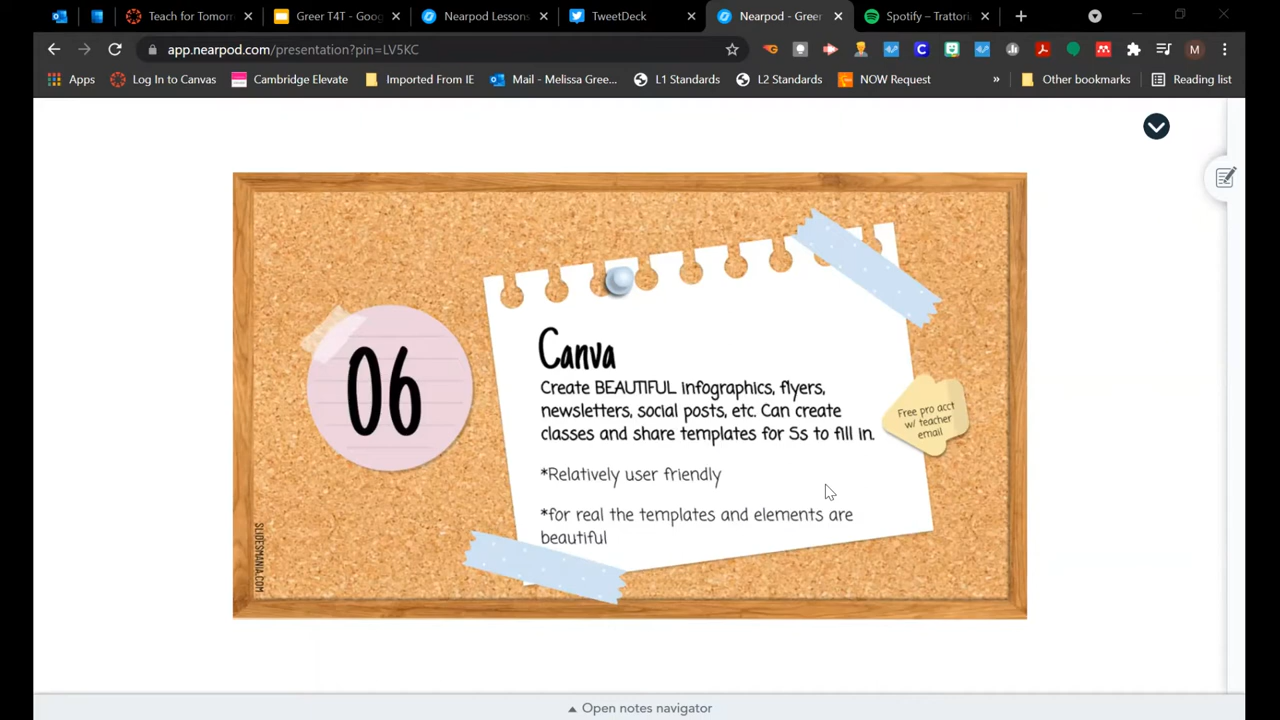 Teach for Tomorr
Greer T4T - Goog
Nearpod Lessons
TweetDeck
Nearpod - Greer
Spotify – Trattori
app.nearpod.com/presentation?pin=LV5KC
M
Apps
Log In to Canvas
Cambridge Elevate
Imported From IE
Mail - Melissa Gree...
L1 Standards
L2 Standards
NOW Request
»
Other bookmarks
Reading list
06
Canva
Create BEAUTIFUL infographics, flyers,
newsletters, social posts, etc. Can create
classes and share templates for Ss to fill in.
*Relatively user friendly
*for real the templates and elements are
beautiful
Free pro acct
w/ teacher
email
SLIDESMANIA.COM
Open notes navigator